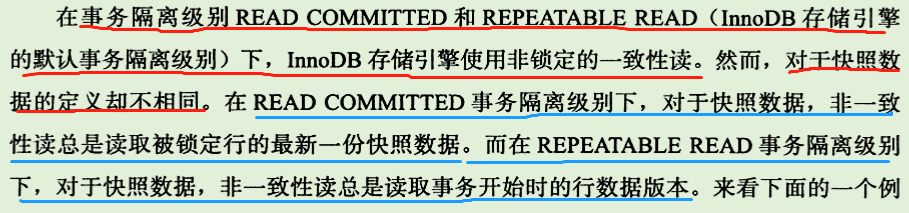 在事务隔离级别 READ COMMITTED 和 REPEATABLE READ（InnoDB 存储引擎
的默认事务隔离级别）下，InnoDB 存储引擎使用非锁定的一致性读。然而，对于快照数
据的定义却不相同。在 READ COMMITTED 事务隔离级别下，对于快照数据，非一致
性读总是读取被锁定行的最新一份快照数据。而在 REPEATABLE READ 事务隔离级别
下，对于快照数据，非一致性读总是读取事务开始时的行数据版本。来看下面的一个例